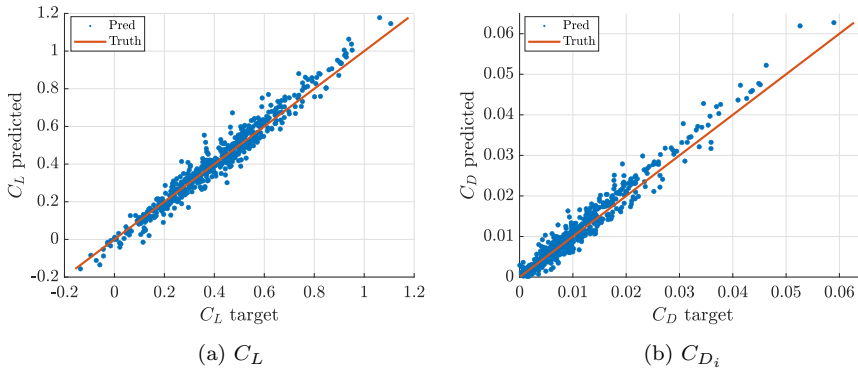 1.2
1
0.8
0.6
0.4
0.2
0
-0.2
-0.2 0 0.2 0.4 0.6 0.8 1 1.2
C_L predicted
C_L target
Pred
Truth
(a) C_L
0.06
0.05
0.04
0.03
0.02
0.01
0
0 0.01 0.02 0.03 0.04 0.05 0.06
C_D predicted
C_D target
Pred
Truth
(b) C_{D_i}